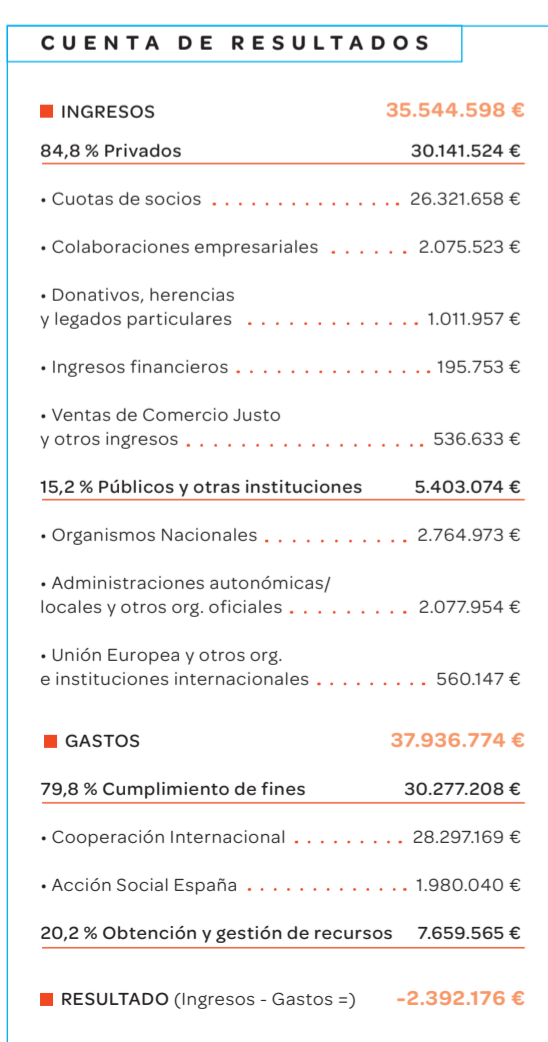 CUENTA DE RESULTADOS
INGRESOS 35.544.598 €
84,8 % Privados 30.141.524 €
• Cuotas de socios . . . . . . . . . . . . . . . 26.321.658 €
• Colaboraciones empresariales . . . . . . 2.075.523 €
• Donativos, herencias
y legados particulares . . . . . . . . . . . . . 1.011.957 €
• Ingresos financieros . . . . . . . . . . . . . . . 195.753 €
• Ventas de Comercio Justo
y otros ingresos . . . . . . . . . . . . . . . . . . 536.633 €
15,2 % Públicos y otras instituciones 5.403.074 €
• Organismos Nacionales . . . . . . . . . . . 2.764.973 €
• Administraciones autonómicas/
locales y otros org. oficiales . . . . . . . . . 2.077.954 €
• Unión Europea y otros org.
e instituciones internacionales . . . . . . . . . 560.147 €
GASTOS 37.936.774 €
79,8 % Cumplimiento de fines 30.277.208 €
• Cooperación Internacional . . . . . . . . . 28.297.169 €
• Acción Social España . . . . . . . . . . . . . 1.980.040 €
20,2 % Obtención y gestión de recursos 7.659.565 €
RESULTADO (Ingresos - Gastos =) -2.392.176 €